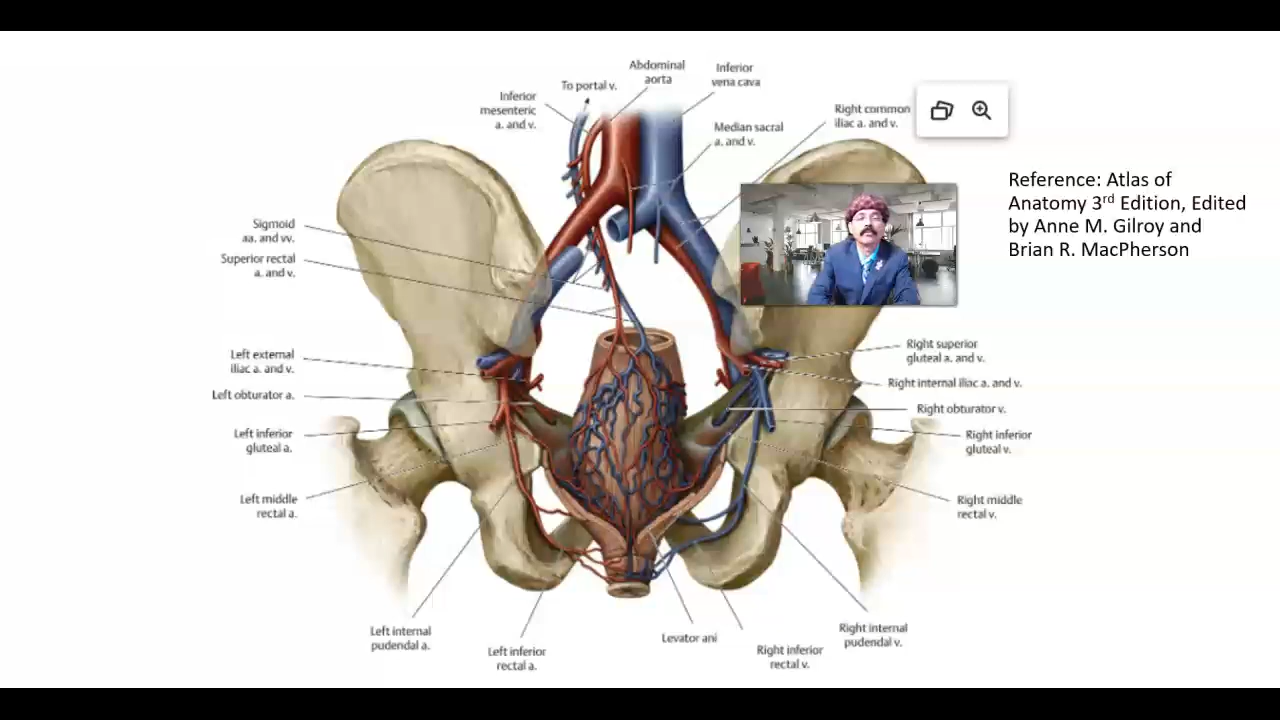 Abdominal
aorta
Inferior
vena cava
To portal v.
Inferior
mesenteric
a. and v.
Right common
iliac a. and v.
Median sacral
a. and v.
Reference: Atlas of
Anatomy 3rd Edition, Edited
by Anne M. Gilroy and
Brian R. MacPherson
Sigmoid
aa. and vv.
Superior rectal
a. and v.
Left external
iliac a. and v.
Left obturator a.
Left inferior
gluteal a.
Left middle
rectal a.
Right superior
gluteal a. and v.
Right internal iliac a. and v.
Right obturator v.
Right inferior
gluteal v.
Right middle
rectal v.
Left internal
pudendal a.
Left inferior
rectal a.
Levator ani
Right inferior
rectal v.
Right internal
pudendal v.